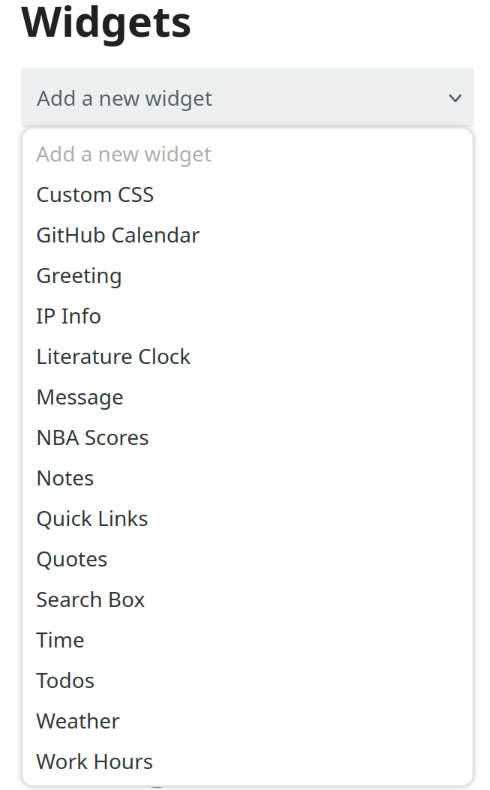 Widgets
Add a new widget
Add a new widget
Custom CSS
GitHub Calendar
Greeting
IP Info
Literature Clock
Message
NBA Scores
Notes
Quick Links
Quotes
Search Box
Time
Todos
Weather
Work Hours